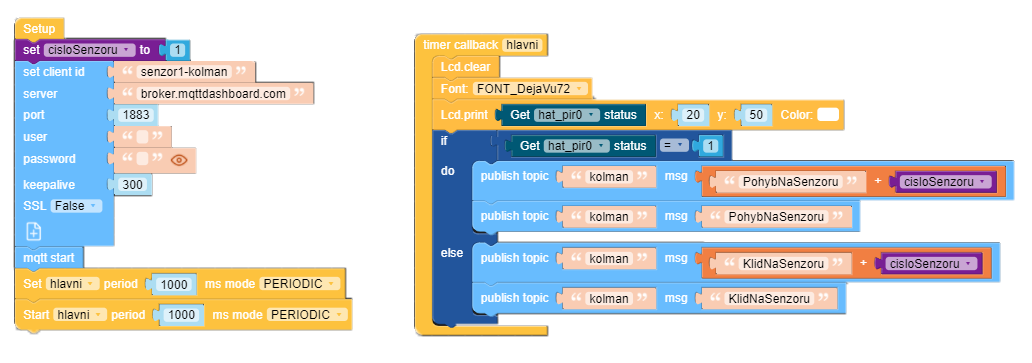 Setup
set cisloSenzoru to 1
set client id “ senzor1-kolman ”
server “ broker.mqttdashboard.com ”
port 1883
user “ ”
password “ ”
keepalive 300
SSL False
mqtt start
Set hlavni period 1000 ms mode PERIODIC
Start hlavni period 1000 ms mode PERIODIC
timer callback hlavni
Lcd.clear
Font: FONT_DejaVu72
Lcd.print Get hat_pir0 status x: 20 y: 50 Color:
if Get hat_pir0 status = 1
do publish topic “ kolman ” msg “ PohybNaSenzoru ” + cisloSenzoru
publish topic “ kolman ” msg “ PohybNaSenzoru ”
else publish topic “ kolman ” msg “ KlidNaSenzoru ” + cisloSenzoru
publish topic “ kolman ” msg “ KlidNaSenzoru ”